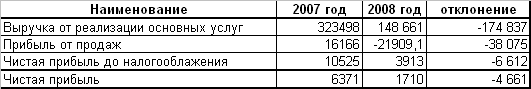 Наименование 2007 год 2008 год отклонение
Выручка от реализации основных услуг 323498 148 661 -174 837
Прибыль от продаж 16166 -21909,1 -38 075
Чистая прибыль до налогооблажения 10525 3913 -6 612
Чистая прибыль 6371 1710 -4 661